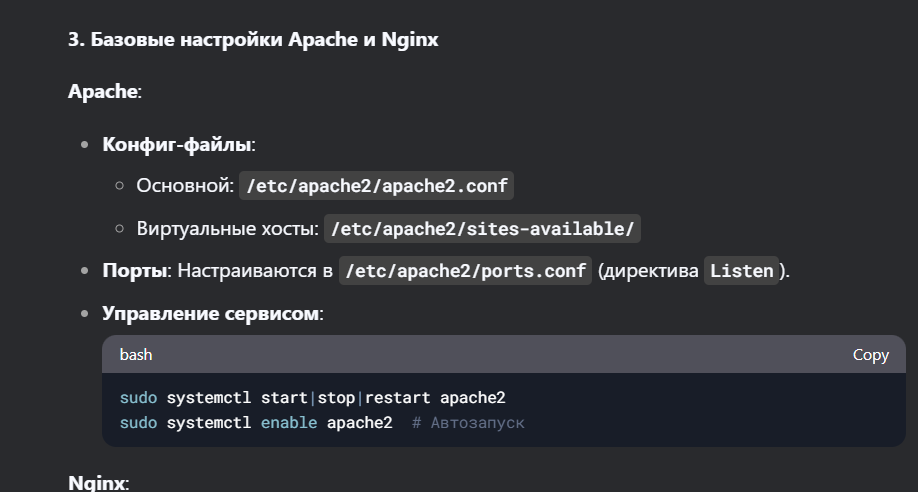 3. Базовые настройки Apache и Nginx
Apache:
Конфиг-файлы:
Основной: /etc/apache2/apache2.conf
Виртуальные хосты: /etc/apache2/sites-available/
Порты: Настраиваются в /etc/apache2/ports.conf (директива Listen).
Управление сервисом:
bash Copy
sudo systemctl start|stop|restart apache2
sudo systemctl enable apache2 # Автозапуск
Nginx: